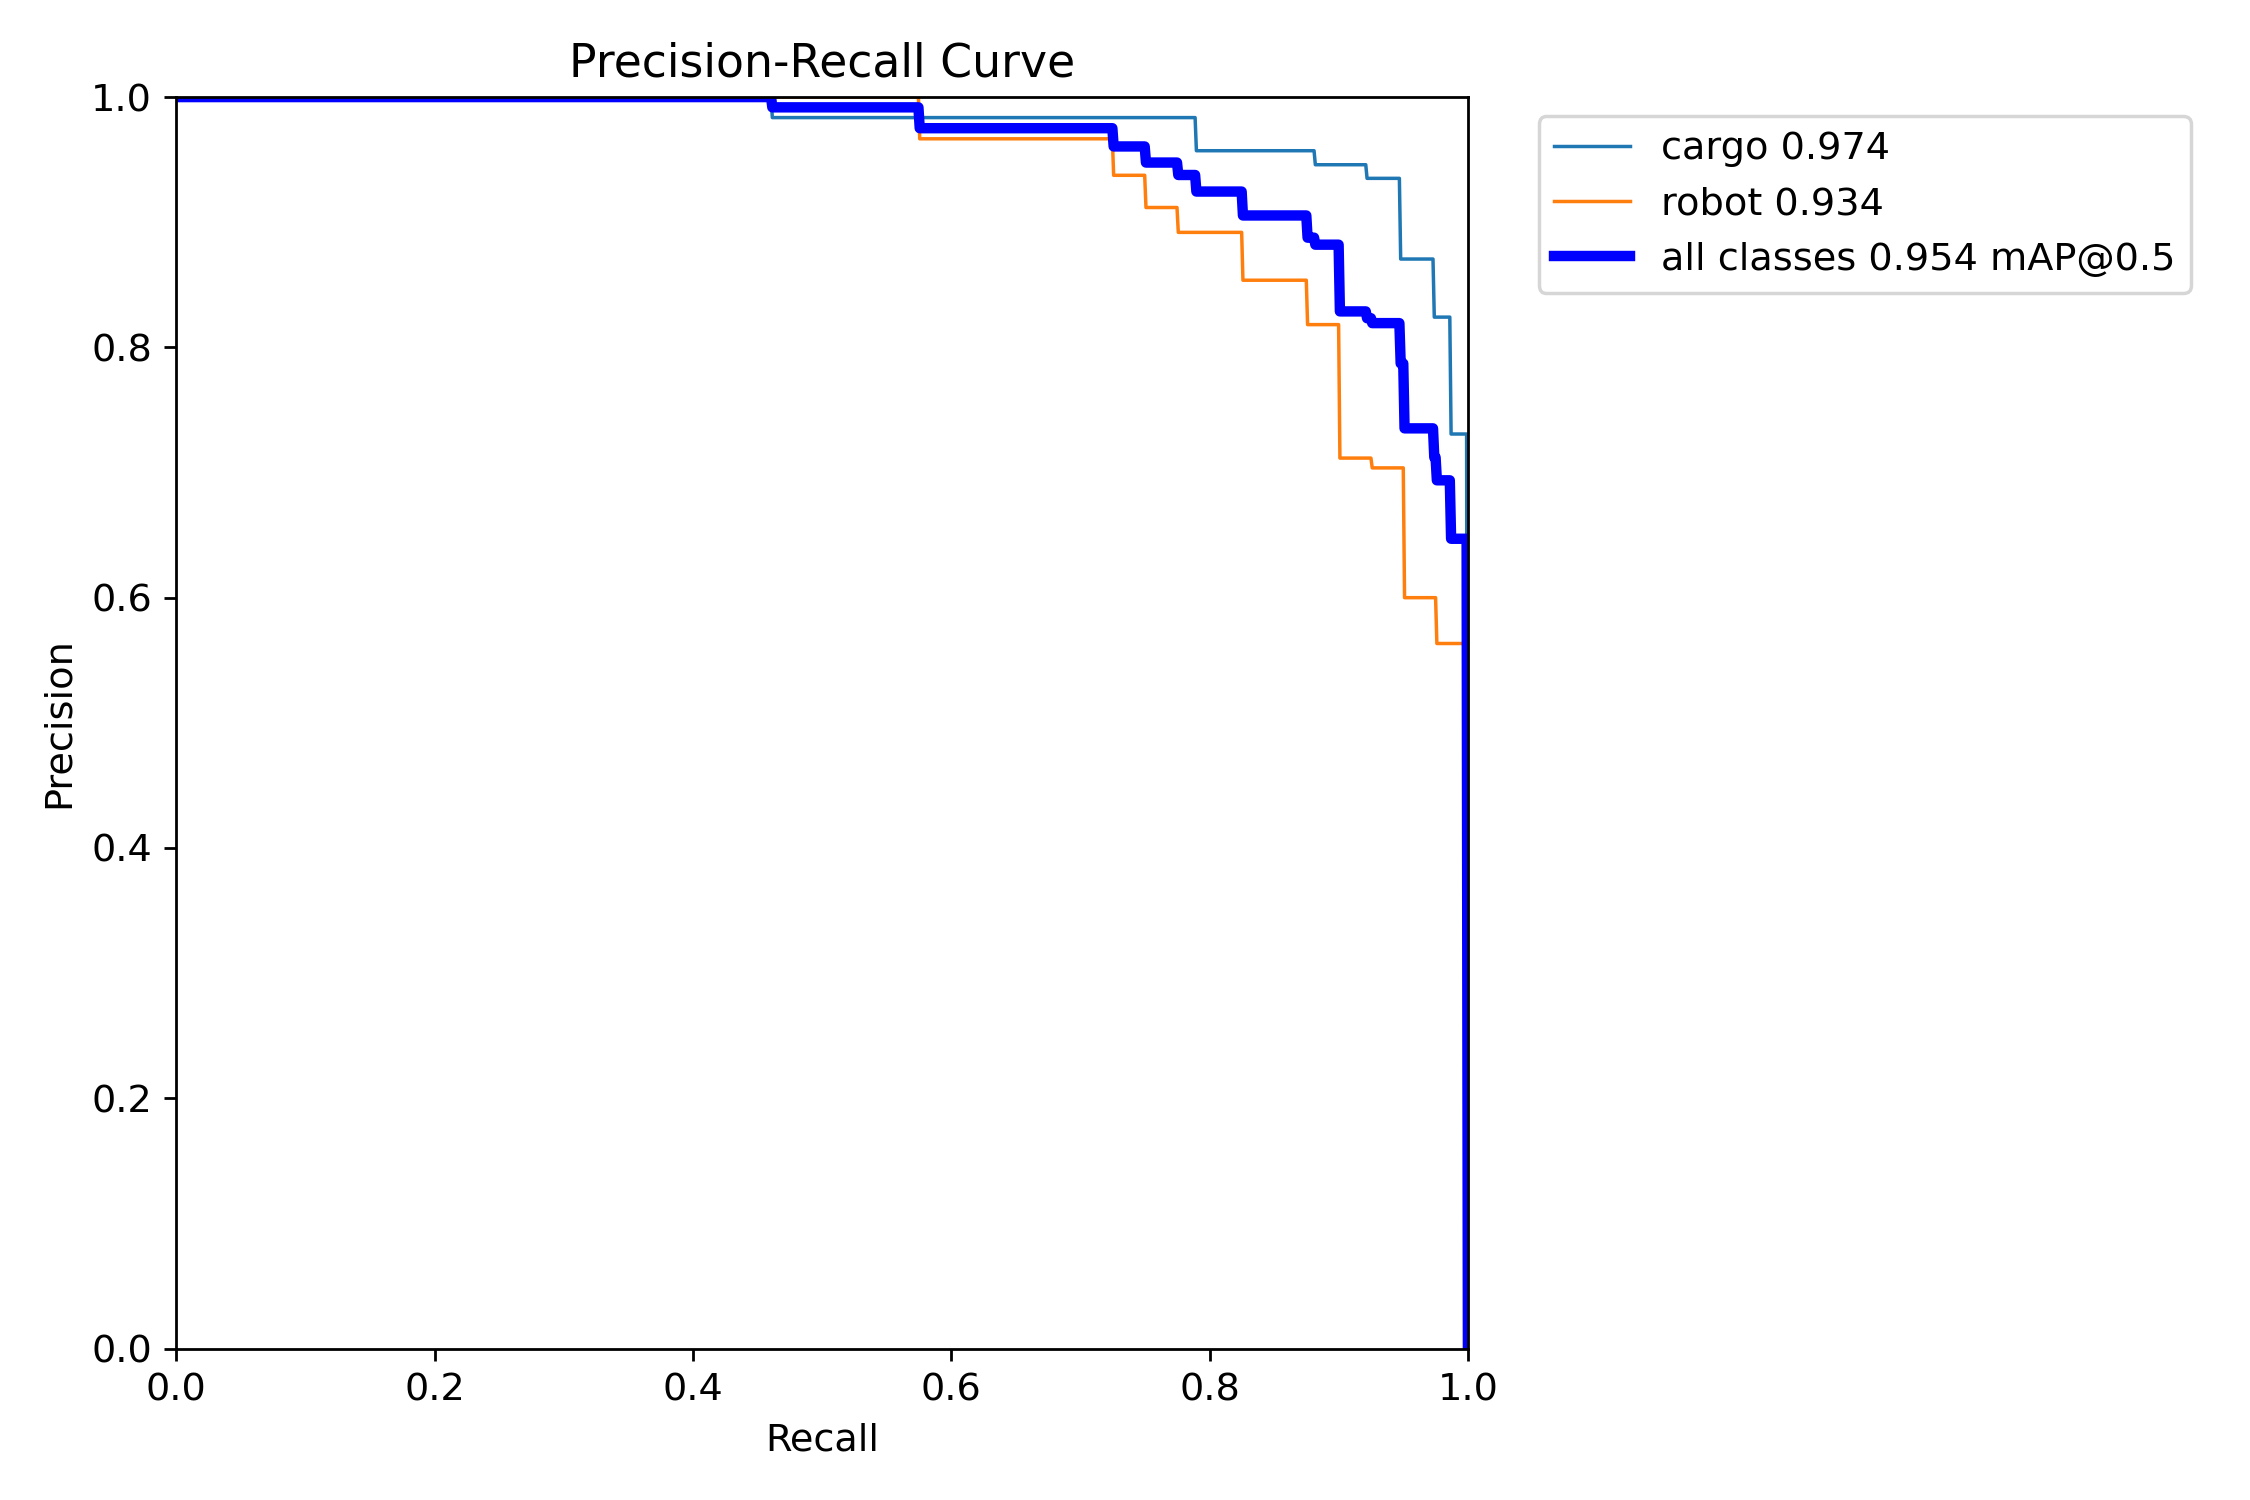 Precision-Recall Curve
1.0
0.8
0.6
0.4
0.2
0.0
Precision
0.0 0.2 0.4 0.6 0.8 1.0
Recall
cargo 0.974
robot 0.934
all classes 0.954 mAP@0.5